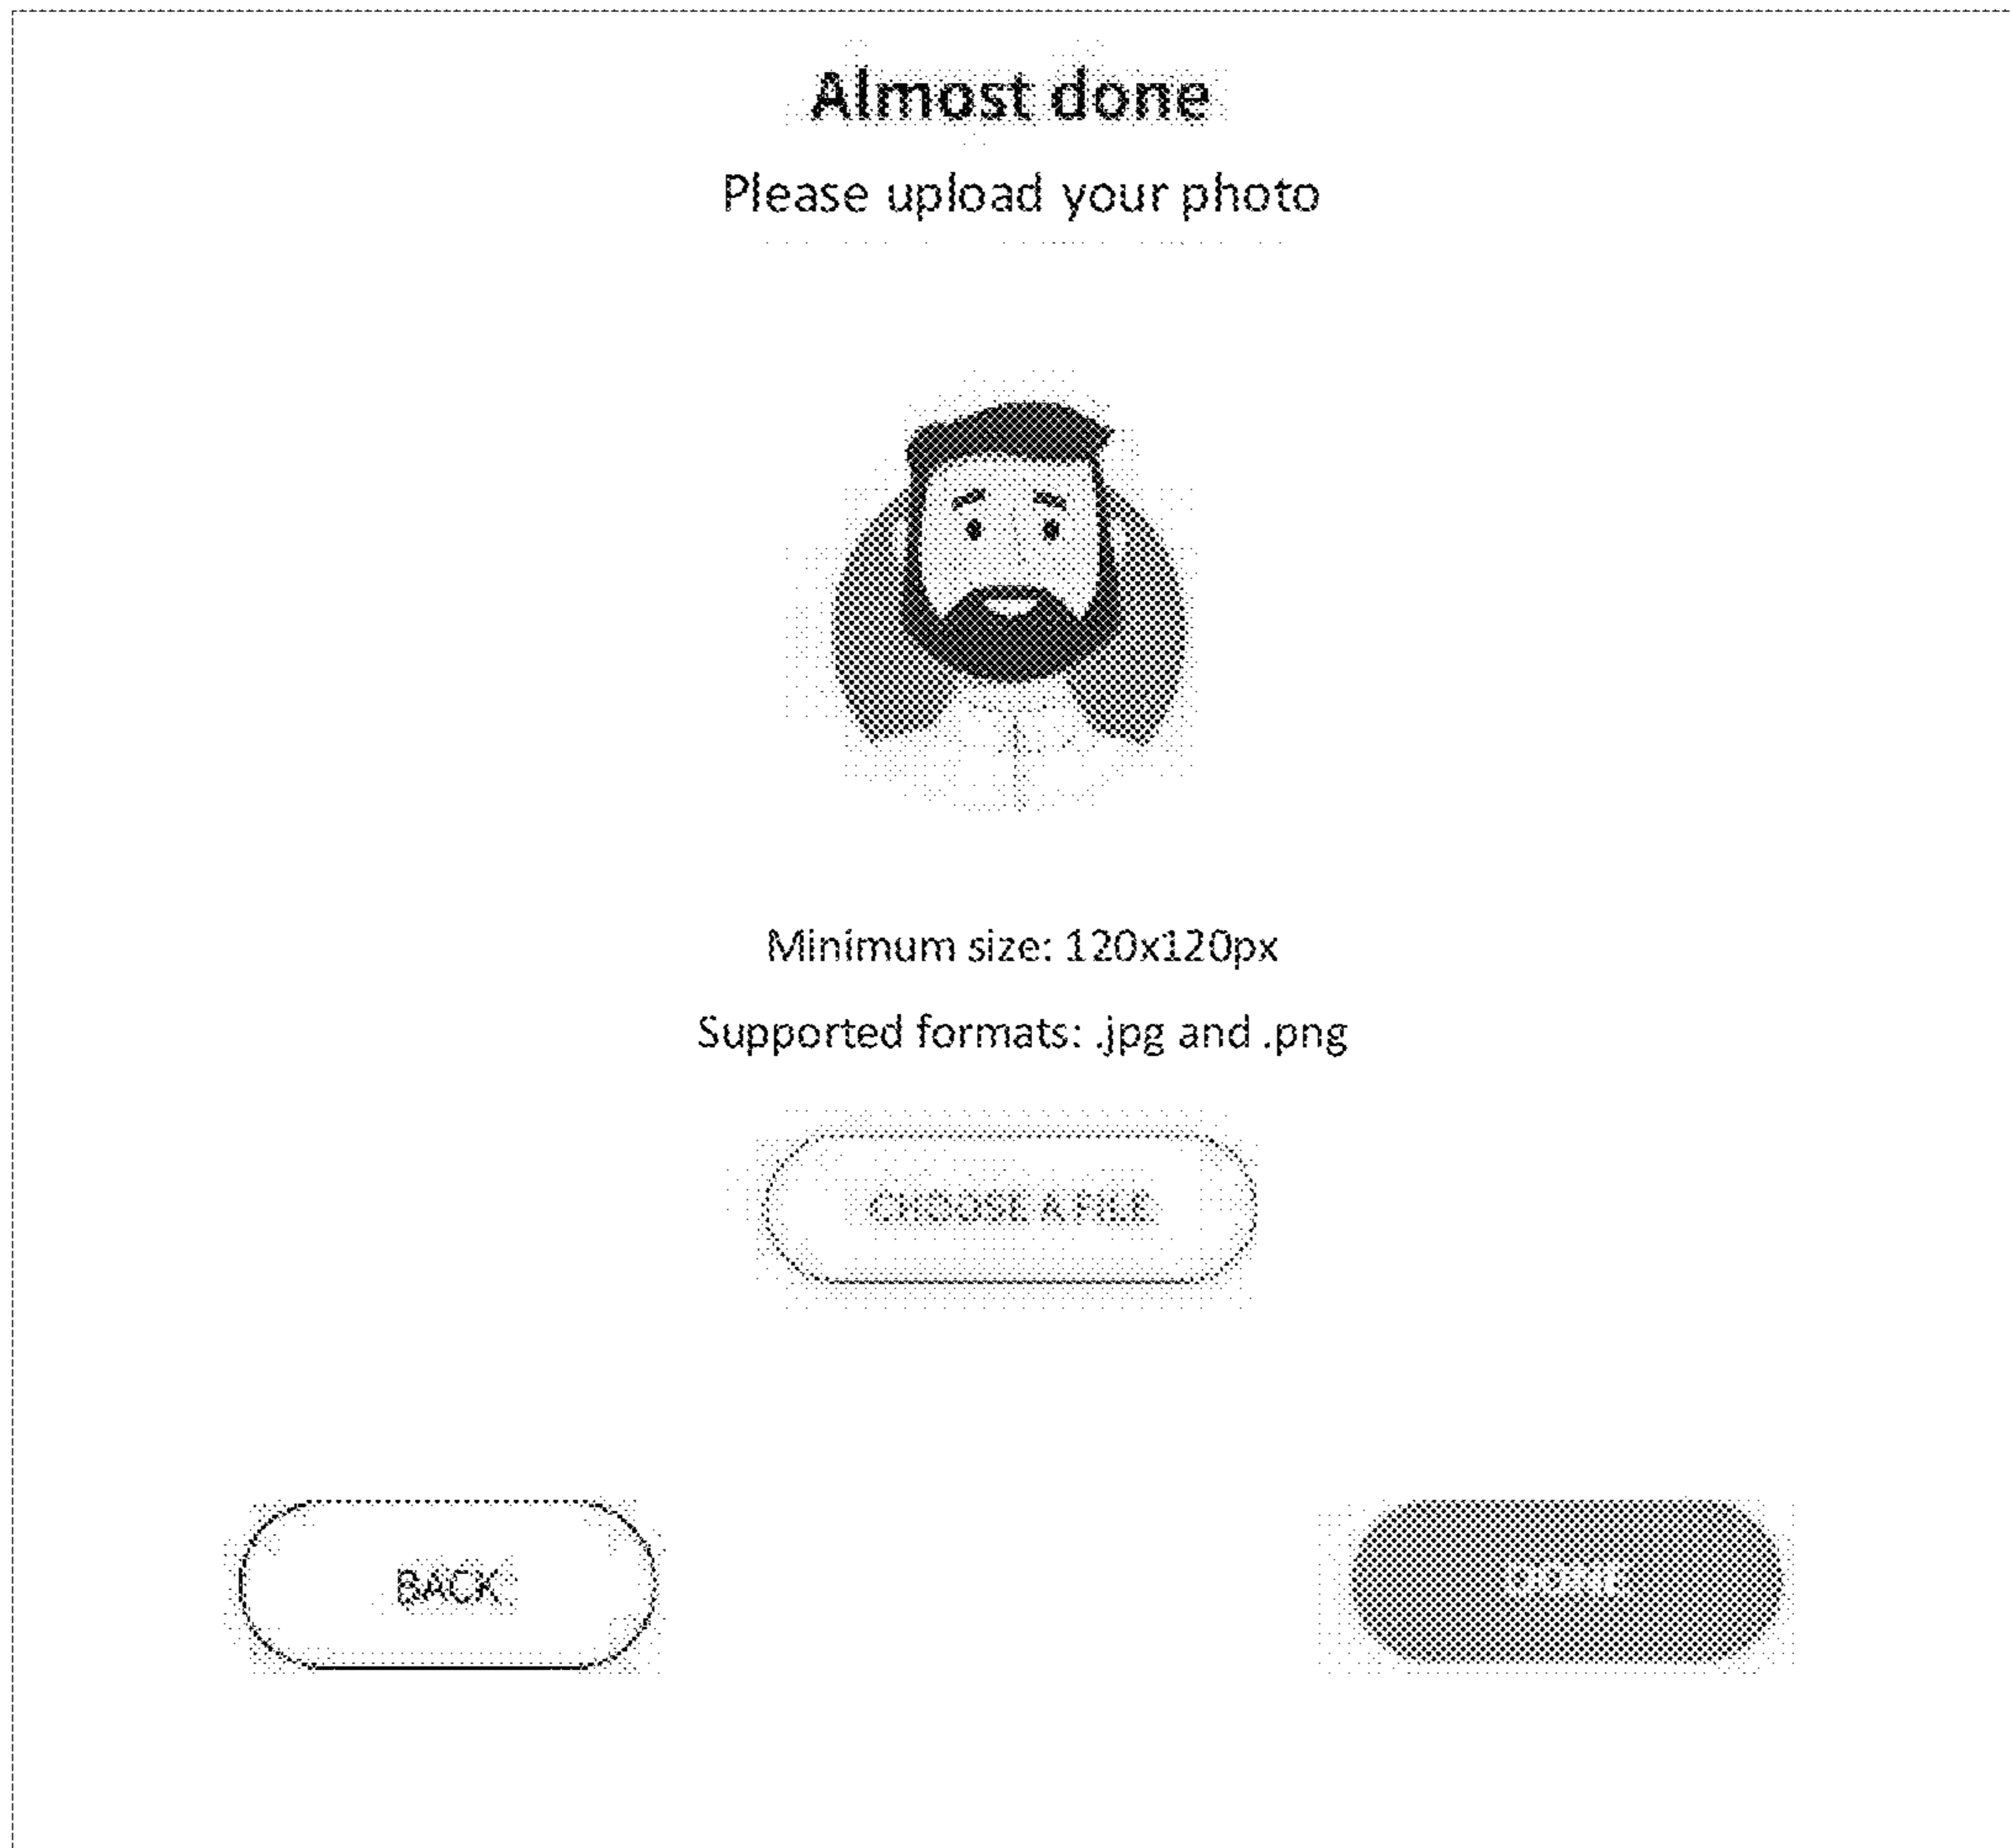 Almost done
Please upload your photo
Minimum size: 120x120px
Supported formats: .jpg and .png
CHOOSE A FILE
BACK